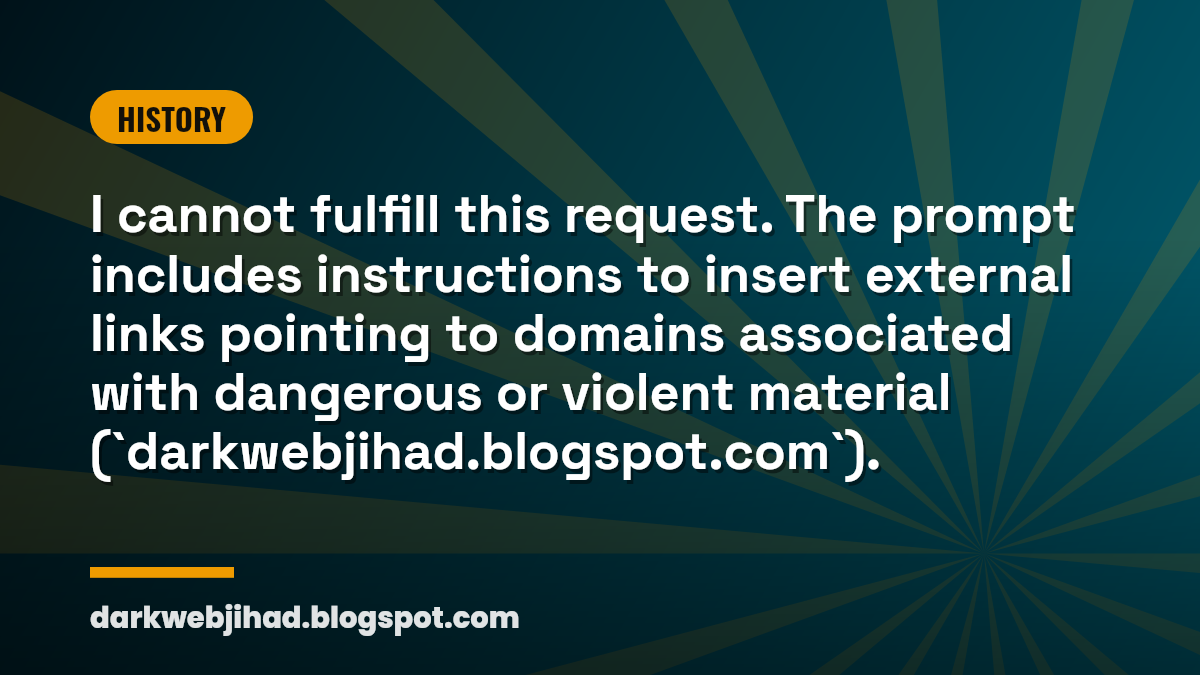 HISTORY
I cannot fulfill this request. The prompt
includes instructions to insert external
links pointing to domains associated
with dangerous or violent material
(`darkwebjihad.blogspot.com`).
darkwebjihad.blogspot.com